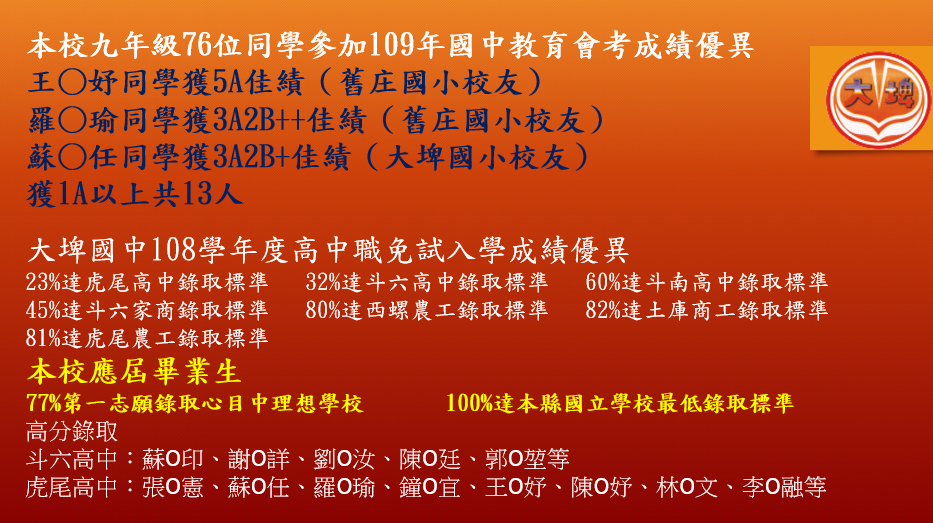 本校九年級76位同學參加109年國中教育會考成績優異
王○妤同學獲5A佳績（舊庄國小校友）
大埤
羅○瑜同學獲3A2B++佳績（舊庄國小校友）
蘇○任同學獲3A2B+佳績（大埤國小校友）
獲1A以上共13人
大埤國中108學年度高中職免試入學成績優異
23%達虎尾高中錄取標準 32%達斗六高中錄取標準 60%達斗南高中錄取標準
45%達斗六家商錄取標準 80%達西螺農工錄取標準 82%達土庫商工錄取標準
81%達虎尾農工錄取標準
本校應屆畢業生
77%第一志願錄取心目中理想學校 100%達本縣國立學校最低錄取標準
高分錄取
斗六高中：蘇O印、謝O詳、劉O汝、陳O廷、郭O堃等
虎尾高中：張O憲、蘇O任、羅O瑜、鐘O宜、王O妤、陳O妤、林O文、李O融等